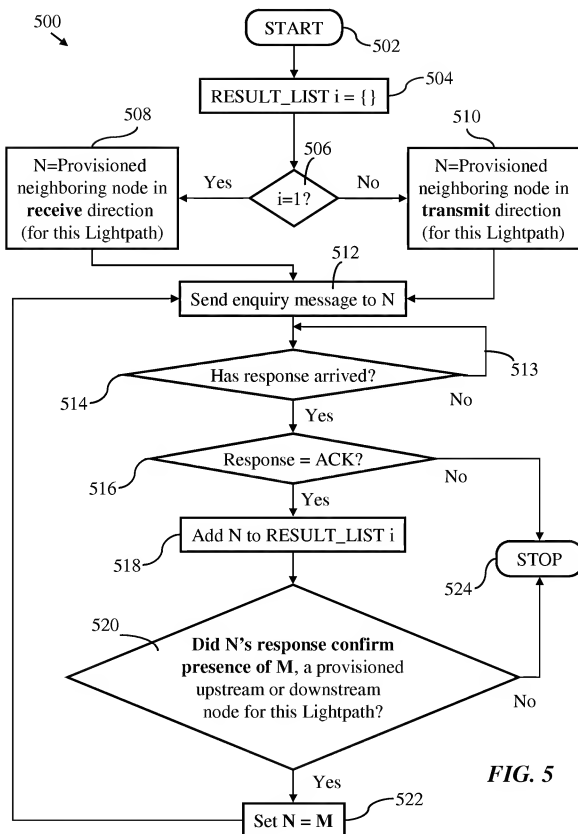 500
START
502
RESULT_LIST i = {}
504
508
510
506
N=Provisioned
neighboring node in
receive direction
(for this Lightpath)
Yes
i=1?
No
N=Provisioned
neighboring node in
transmit direction
(for this Lightpath)
512
Send enquiry message to N
513
Has response arrived?
514
No
Yes
Response = ACK?
No
516
Yes
Add N to RESULT_LIST i
518
STOP
524
520
Did N's response confirm
presence of M, a provisioned
upstream or downstream
node for this Lightpath?
No
Yes
FIG. 5
Set N = M
522